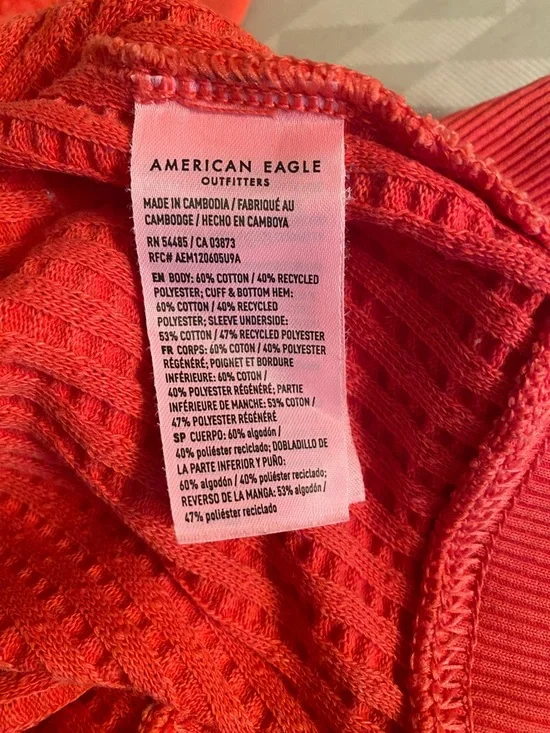 AMERICAN EAGLE
OUTFITTERS
MADE IN CAMBODIA / FABRIQUÉ AU
CAMBODGE / HECHO EN CAMBOYA
RN 54485 / CA 03873
RFC# AEM120605U9A
EN BODY: 60% COTTON / 40% RECYCLED
POLYESTER; CUFF & BOTTOM HEM:
60% COTTON / 40% RECYCLED
POLYESTER; SLEEVE UNDERSIDE:
53% COTTON / 47% RECYCLED POLYESTER
FR CORPS: 60% COTON / 40% POLYESTER
RÉGÉNÉRÉ; POIGNET ET BORDURE
INFÉRIEURE: 60% COTON /
40% POLYESTER RÉGÉNÉRÉ; PARTIE
INFÉRIEURE DE MANCHE: 53% COTON /
47% POLYESTER RÉGÉNÉRÉ
SP CUERPO: 60% algodón /
40% poliéster reciclado; DOBLADILLO DE
LA PARTE INFERIOR Y PUÑO:
60% algodón / 40% poliéster reciclado;
REVERSO DE LA MANGA: 53% algodón /
47% poliéster reciclado